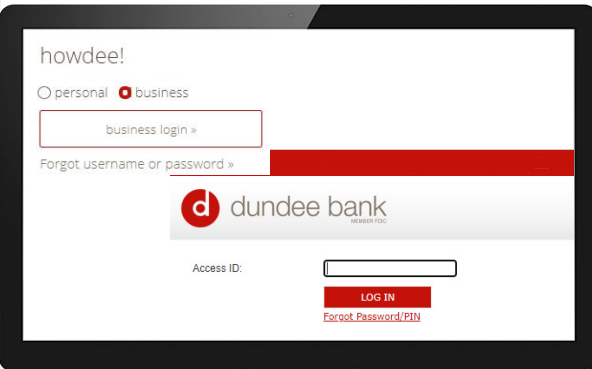 howdee!
personal business
business login »
Forgot username or password »
d dundee bank
MEMBER FDIC
Access ID:
LOG IN
Forgot Password/PIN